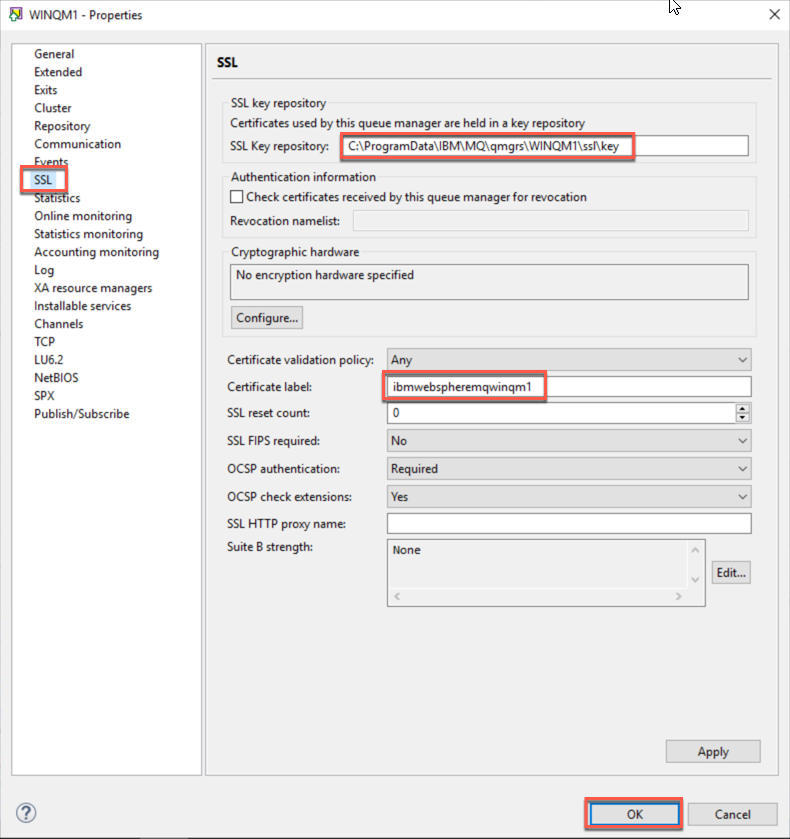 WINQM1 - Properties
General
Extended
Exits
Cluster
Repository
Communication
Events
SSL
Statistics
Online monitoring
Statistics monitoring
Accounting monitoring
Log
XA resource managers
Installable services
Channels
TCP
LU6.2
NetBIOS
SPX
Publish/Subscribe
SSL
SSL key repository
Certificates used by this queue manager are held in a key repository
SSL Key repository: C:\ProgramData\IBM\MQ\qmgrs\WINQM1\ssl\key
Authentication information
Check certificates received by this queue manager for revocation
Revocation namelist:
Cryptographic hardware
No encryption hardware specified
Configure...
Certificate validation policy: Any
Certificate label: ibmwebspheremqwinqm1
SSL reset count: 0
SSL FIPS required: No
OCSP authentication: Required
OCSP check extensions: Yes
SSL HTTP proxy name:
Suite B strength: None
Edit...
Apply
OK Cancel